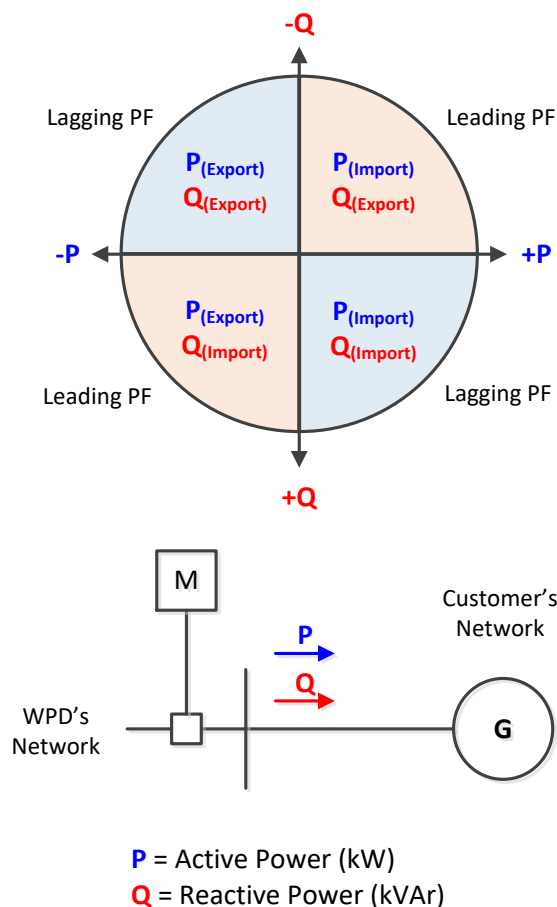 -Q
Lagging PF
Leading PF
P(Export)
Q(Export)
P(Import)
Q(Export)
-P
+P
P(Export)
Q(Import)
P(Import)
Q(Import)
Leading PF
Lagging PF
+Q
M
Customer's
Network
P
Q
WPD's
Network
G
P = Active Power (kW)
Q = Reactive Power (kVAr)